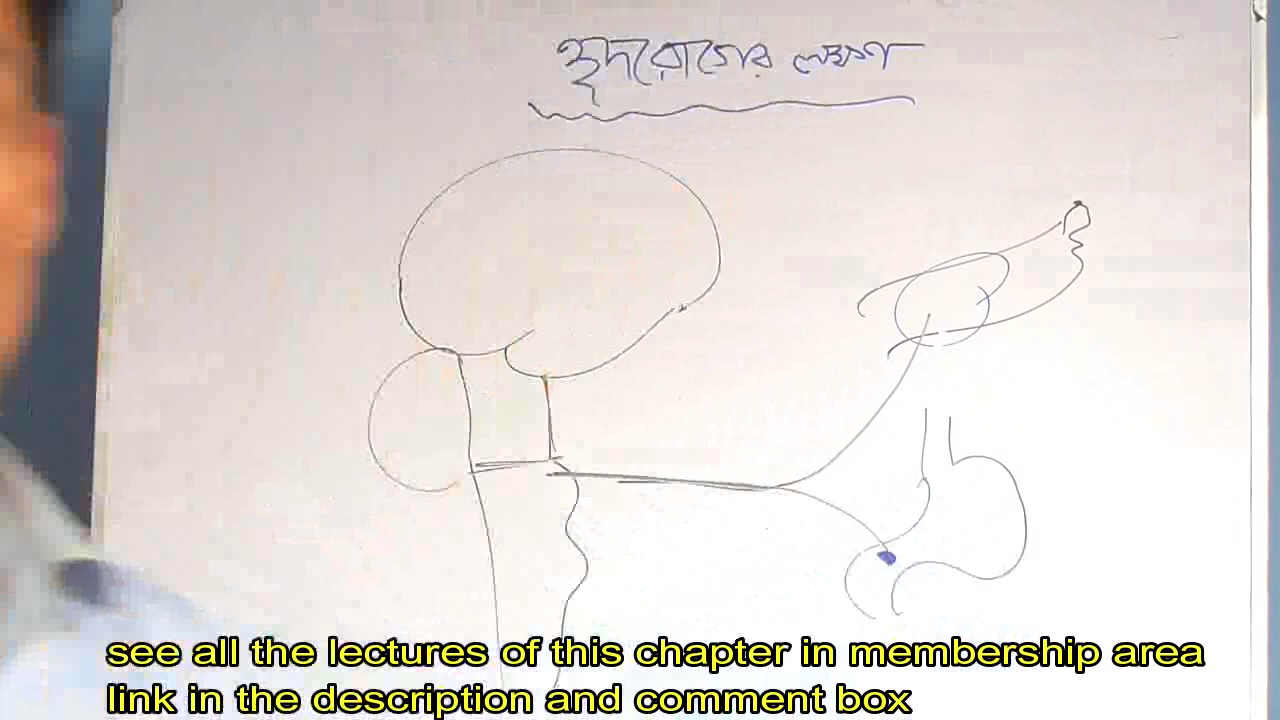 হৃদরোগের লক্ষণ
see all the lectures of this chapter in membership area
link in the description and comment box